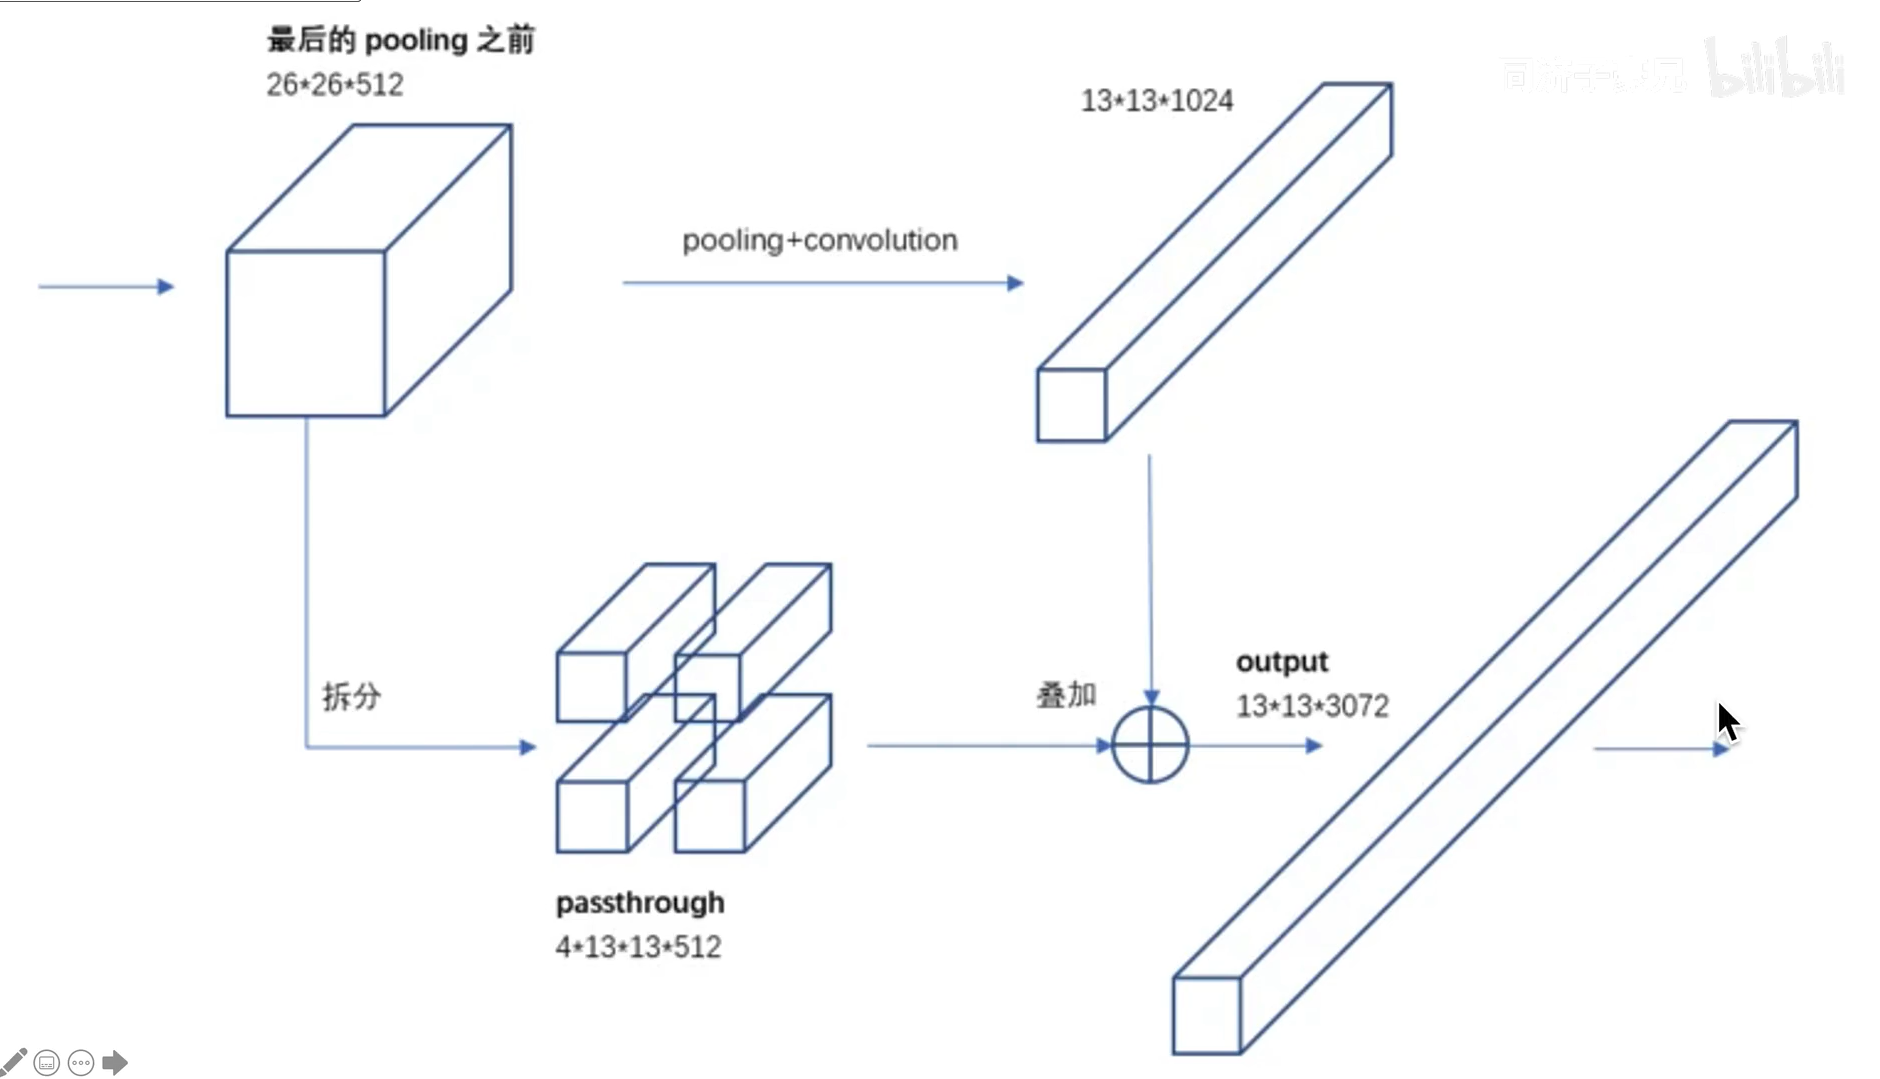 最后的 pooling 之前
26*26*512
13*13*1024
bilibili
pooling+convolution
拆分
叠加
output
13*13*3072
passthrough
4*13*13*512